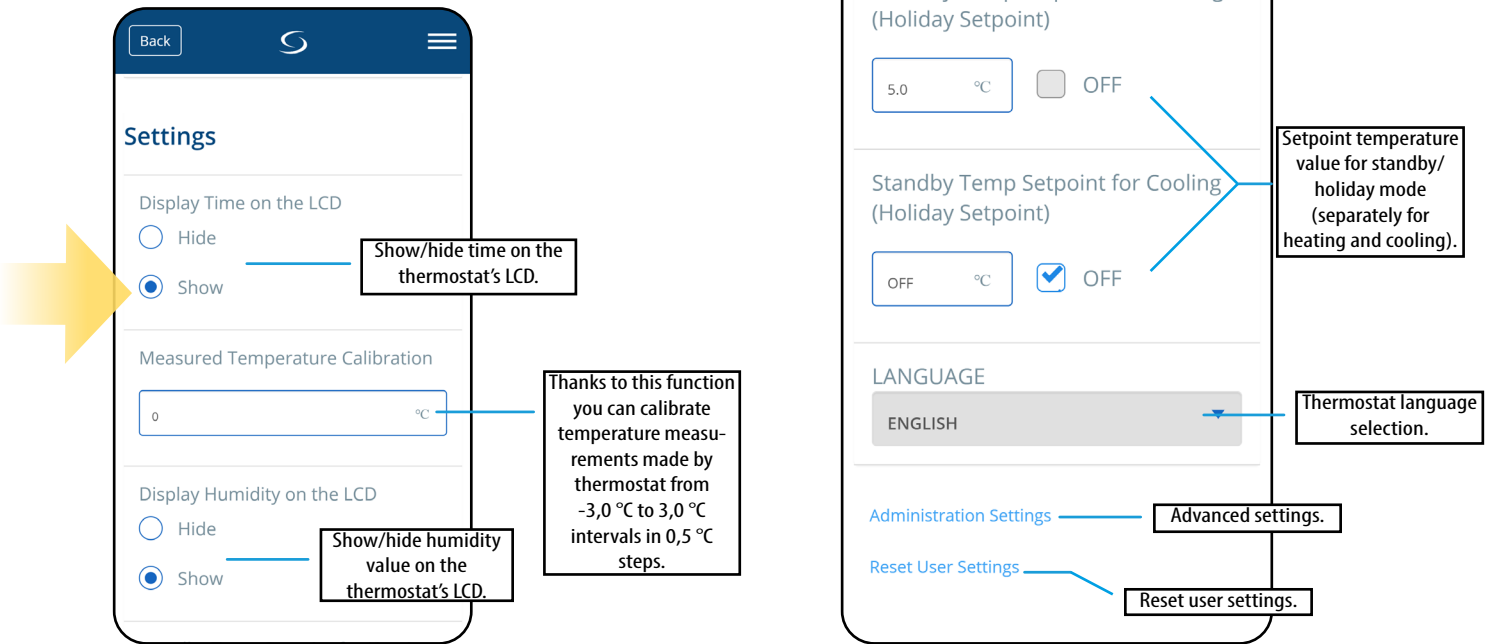 Back
Settings
Display Time on the LCD
Hide
Show
Show/hide time on the
thermostat's LCD.
Measured Temperature Calibration
0 °C
Thanks to this function
you can calibrate
temperature measu-
rements made by
thermostat from
-3,0 °C to 3,0 °C
intervals in 0,5 °C
steps.
Display Humidity on the LCD
Hide
Show
Show/hide humidity
value on the
thermostat's LCD.
(Holiday Setpoint)
5.0 °C OFF
Setpoint temperature
value for standby/
holiday mode
(separately for
heating and cooling).
Standby Temp Setpoint for Cooling
(Holiday Setpoint)
OFF °C OFF
LANGUAGE
ENGLISH
Thermostat language
selection.
Administration Settings
Advanced settings.
Reset User Settings
Reset user settings.